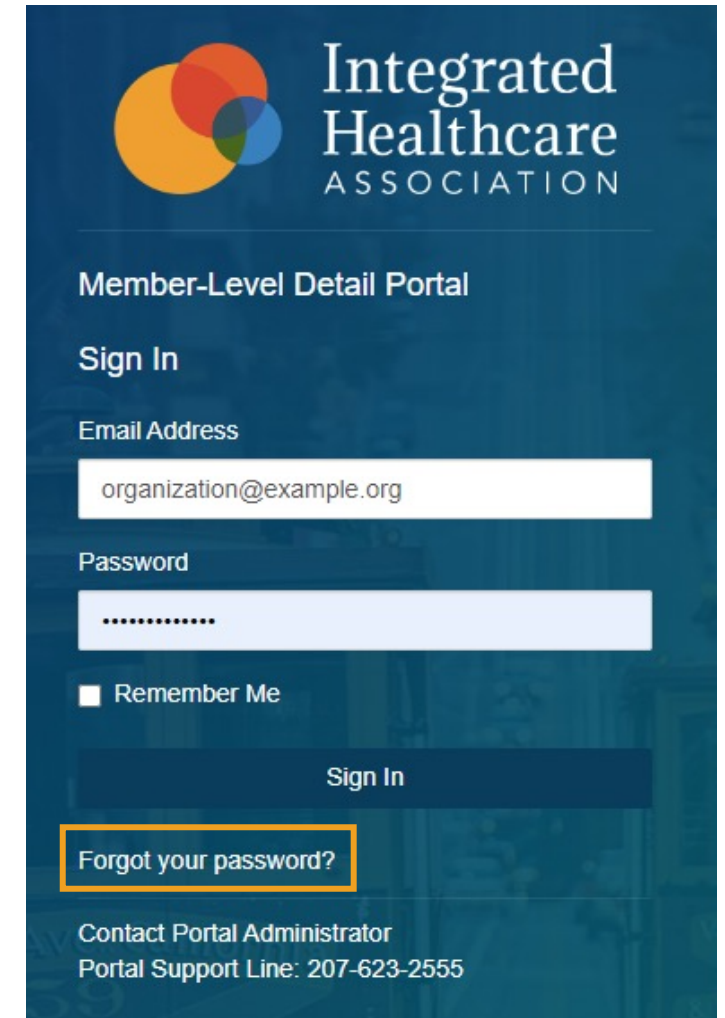 Integrated
Healthcare
ASSOCIATION
Member-Level Detail Portal
Sign In
Email Address
organization@example.org
Password
•••••••••••••
Remember Me
Sign In
Forgot your password?
Contact Portal Administrator
Portal Support Line: 207-623-2555